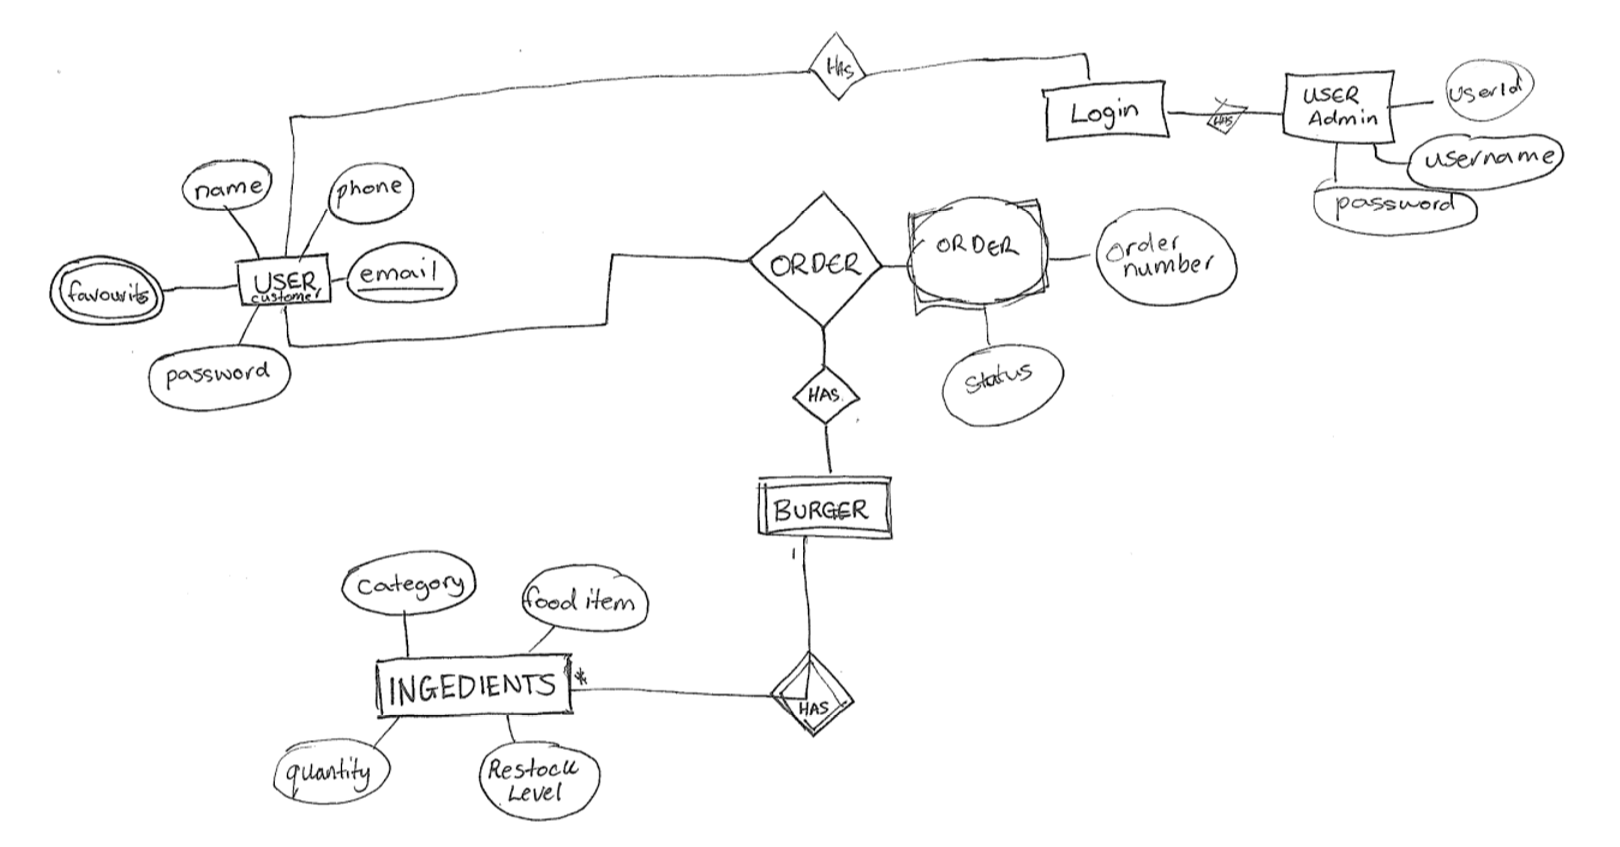 HAS
Login
HAS
USER
Admin
userId
username
password
name
phone
favourits
USER
customer
email
password
ORDER
ORDER
order
number
status
HAS
BURGER
1
category
food item
INGEDIENTS
*
HAS
quantity
Restock
Level